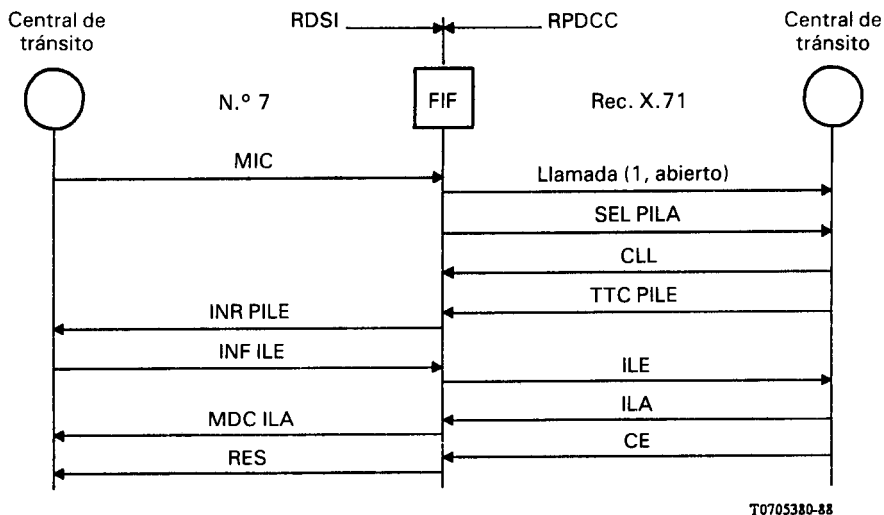 Central de
tránsito
RDSI
RPDCC
Central de
tránsito
N.º 7
FIF
Rec. X.71
MIC
Llamada (1, abierto)
SEL PILA
CLL
TTC PILE
INR PILE
INF ILE
ILE
ILA
MDC ILA
CE
RES
T0705380-88